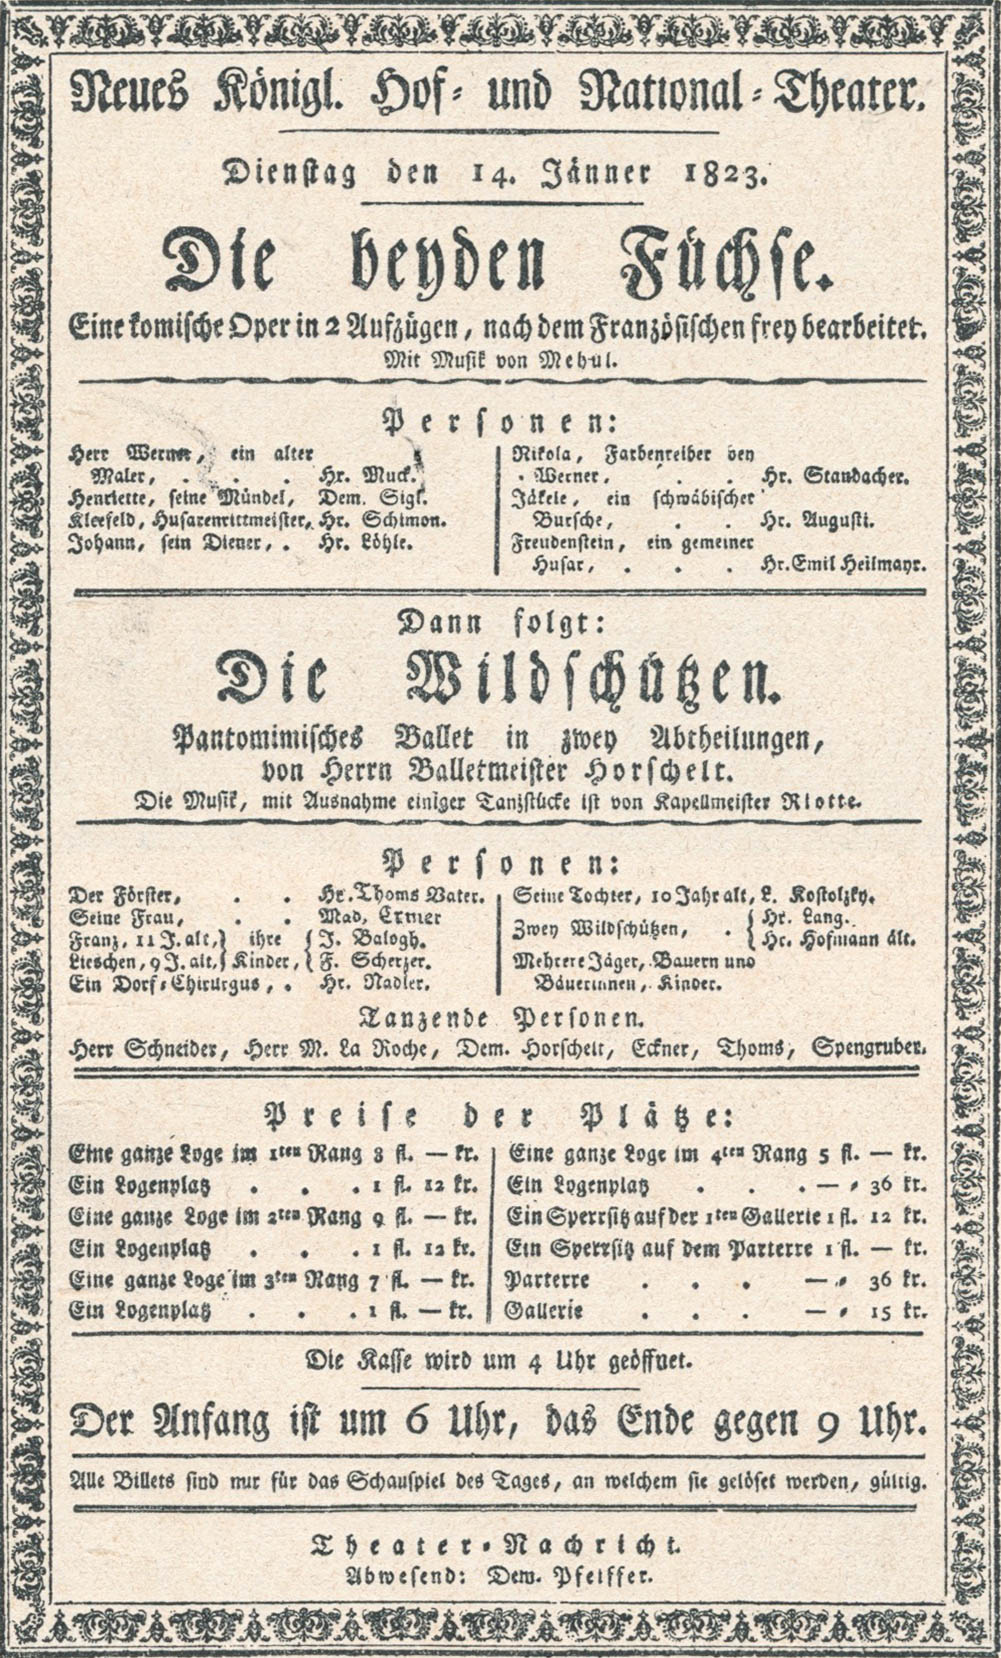 Neues Königl. Hof- und National-Theater.
Dienstag den 14. Jänner 1823.
Die beyden Füchse.
Eine komische Oper in 2 Aufzügen, nach dem Französischen frey bearbeitet.
Mit Musik von Mehul.
Personen:
Herr Werner, ein alter
Maler, . . . Hr. Muck.
Henriette, seine Mündel, Dem. Sigl.
Kleefeld, Husarenrittmeister, Hr. Schimon.
Johann, sein Diener, . Hr. Löhle.
Nikola, Farbenreiber bey
Werner, . . . Hr. Staudacher.
Jäkele, ein schwäbischer
Bursche, . . Hr. Augusti.
Freudenstein, ein gemeiner
Husar, . . . Hr. Emil Heilmayr.
Dann folgt:
Die Wildschützen.
Pantomimisches Ballet in zwey Abtheilungen,
von Herrn Balletmeister Horschelt.
Die Musik, mit Ausnahme einiger Tanzstücke ist von Kapellmeister Riotte.
Personen:
Der Förster, . . Hr. Thoms Vater.
Seine Frau, . . Mad. Ermer
Franz, 11 J. alt,} ihre { J. Balogh.
Lieschen, 9 J. alt,} Kinder, { F. Scherzer.
Ein Dorf-Chirurgus, . Hr. Nadler.
Seine Tochter, 10 Jahr alt, L. Kostolzky.
Zwey Wildschützen, . { Hr. Lang.
{ Hr. Hofmann ält.
Mehrere Jäger, Bauern und
Bäuerinnen, Kinder.
Tanzende Personen.
Herr Schneider, Herr M. La Roche, Dem. Horschelt, Eckner, Thoms, Spengruber.
Preise der Plätze:
Eine ganze Loge im 1ten Rang 8 fl. — kr.
Ein Logenplatz . . . 1 fl. 12 kr.
Eine ganze Loge im 2ten Rang 9 fl. — kr.
Ein Logenplatz . . . 1 fl. 12 kr.
Eine ganze Loge im 3ten Rang 7 fl. — kr.
Ein Logenplatz . . . 1 fl. — kr.
Eine ganze Loge im 4ten Rang 5 fl. — kr.
Ein Logenplatz . . . — - 36 kr.
Ein Sperrsitz auf der 1ten Gallerie 1 fl. 12 kr.
Ein Sperrsitz auf dem Parterre 1 fl. — kr.
Parterre . . . — - 36 kr.
Gallerie . . . — - 15 kr.
Die Kasse wird um 4 Uhr geöffnet.
Der Anfang ist um 6 Uhr, das Ende gegen 9 Uhr.
Alle Billets sind nur für das Schauspiel des Tages, an welchem sie gelöset werden, gültig.
Theater-Nachricht.
Abwesend: Dem. Pfeiffer.